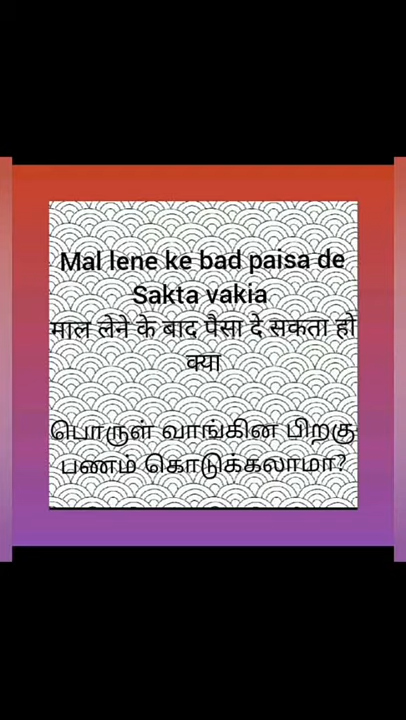 Mal lene ke bad paisa de
Sakta vakia
माल लेने के बाद पैसा दे सकता हो
क्या
பொருள் வாங்கின பிறகு
பணம் கொடுக்கலாமா?